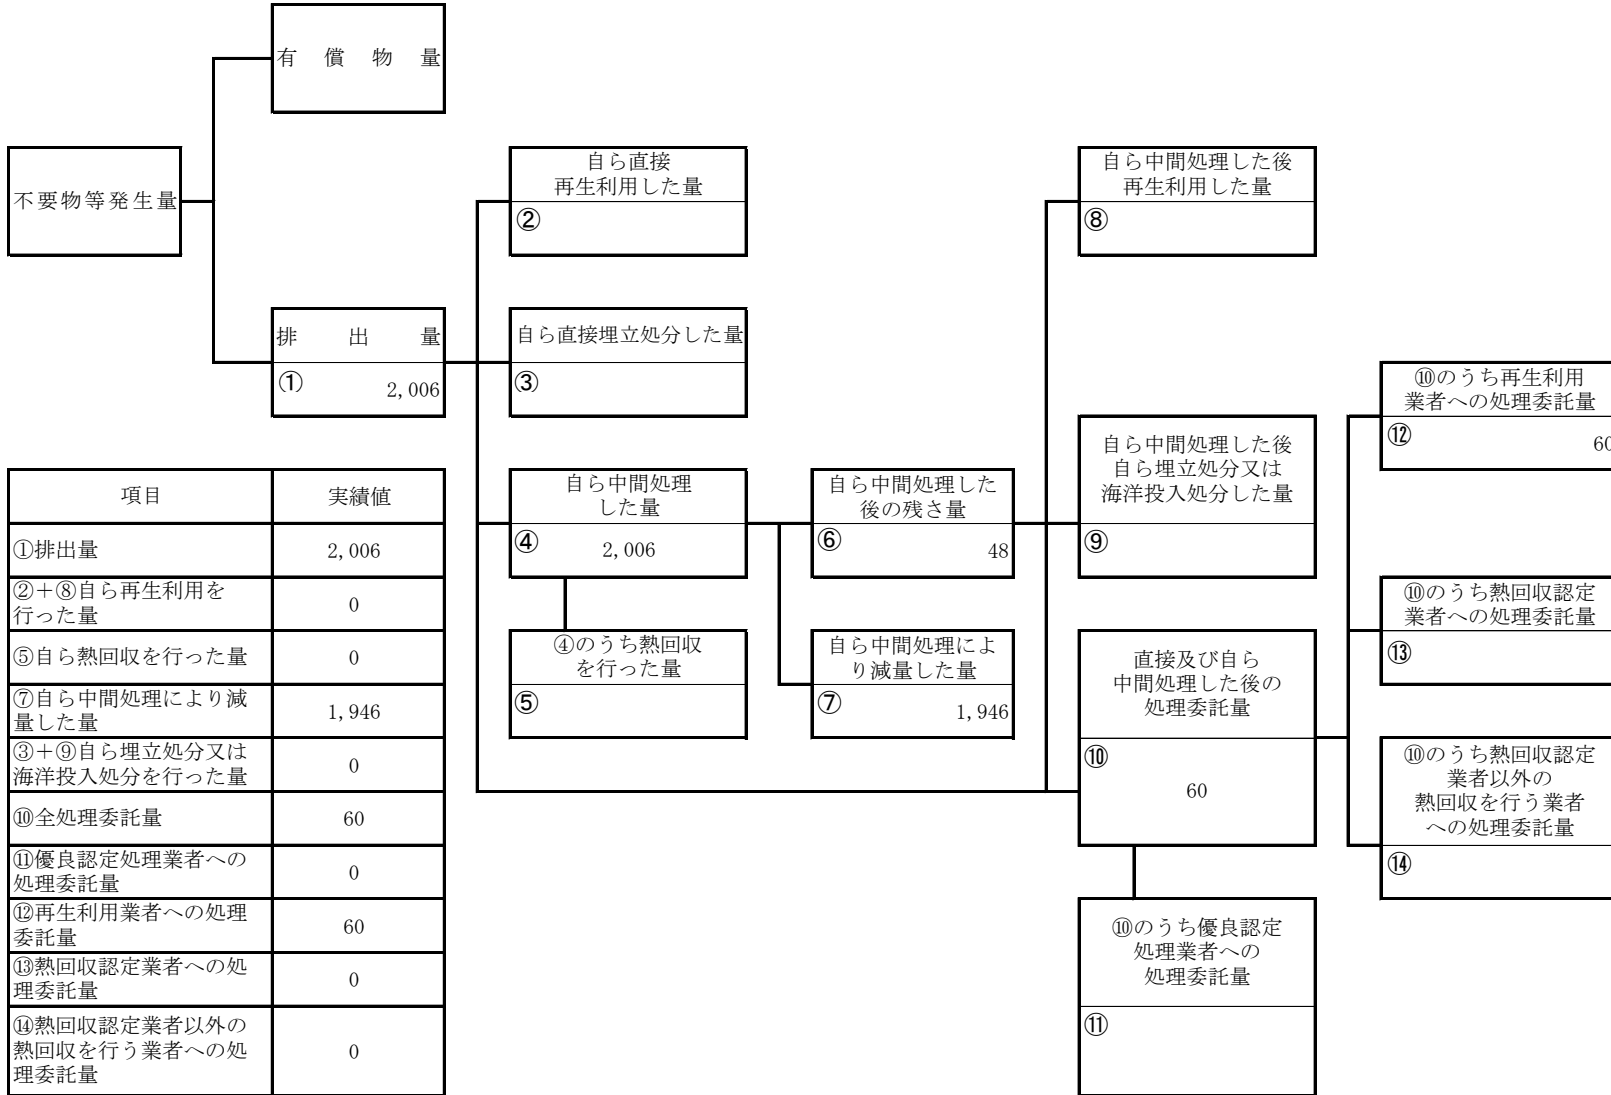 有償物量
不要物等発生量
自ら直接
再生利用した量
②
自ら中間処理した後
再生利用した量
⑧
排出量
① 2,006
自ら直接埋立処分した量
③
⑩のうち再生利用
業者への処理委託量
⑫ 60
自ら中間処理
した量
④ 2,006
自ら中間処理した
後の残さ量
⑥ 48
自ら中間処理した後
自ら埋立処分又は
海洋投入処分した量
⑨
④のうち熱回収
を行った量
⑤
自ら中間処理によ
り減量した量
⑦ 1,946
直接及び自ら
中間処理した後の
処理委託量
⑩
60
⑩のうち熱回収認定
業者への処理委託量
⑬
⑩のうち熱回収認定
業者以外の
熱回収を行う業者
への処理委託量
⑭
⑩のうち優良認定
処理業者への
処理委託量
⑪
項目 実績値
①排出量 2,006
②＋⑧自ら再生利用を
行った量 0
⑤自ら熱回収を行った量 0
⑦自ら中間処理により減
量した量 1,946
③＋⑨自ら埋立処分又は
海洋投入処分を行った量 0
⑩全処理委託量 60
⑪優良認定処理業者への
処理委託量 0
⑫再生利用業者への処理
委託量 60
⑬熱回収認定業者への処
理委託量 0
⑭熱回収認定業者以外の
熱回収を行う業者への処
理委託量 0